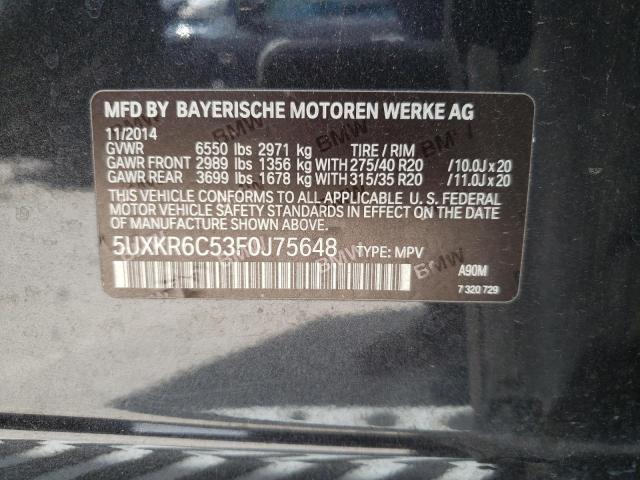 MFD BY BAYERISCHE MOTOREN WERKE AG
11/2014
GVWR 6550 lbs 2971 kg TIRE / RIM
GAWR FRONT 2989 lbs 1356 kg WITH 275/40 R20 /10.0J x 20
GAWR REAR 3699 lbs 1678 kg WITH 315/35 R20 /11.0J x 20
THIS VEHICLE CONFORMS TO ALL APPLICABLE U. S. FEDERAL
MOTOR VEHICLE SAFETY STANDARDS IN EFFECT ON THE DATE
OF MANUFACTURE SHOWN ABOVE.
5UXKR6C53F0J75648 TYPE: MPV
A90M
7 320 729